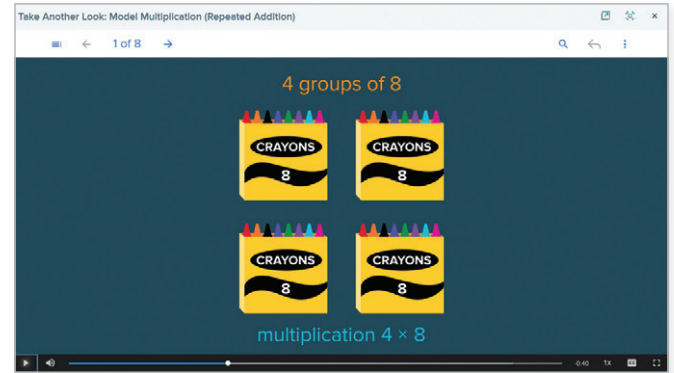 Take Another Look: Model Multiplication (Repeated Addition)
1 of 8
4 groups of 8
CRAYONS
8
CRAYONS
8
CRAYONS
8
CRAYONS
8
multiplication 4 × 8
-0:40 1X